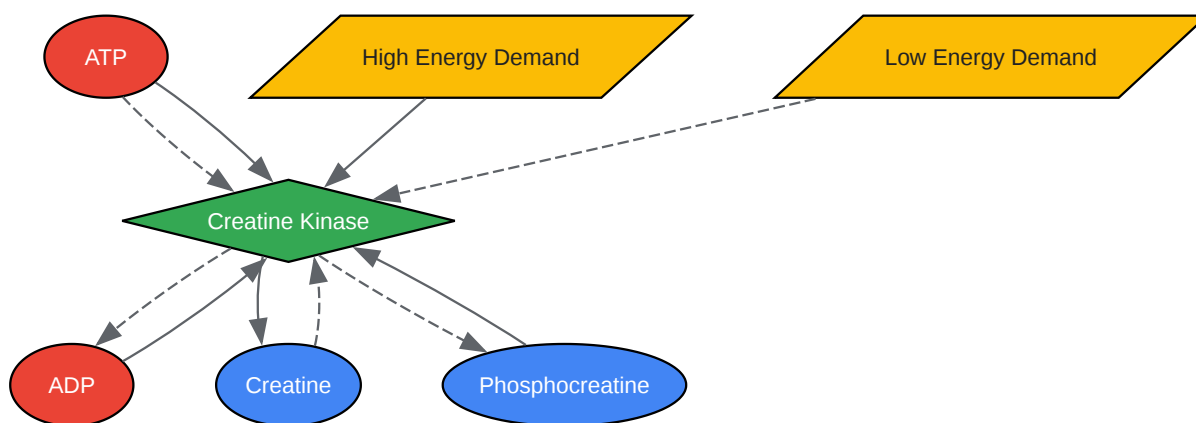 ATP
High Energy Demand
Low Energy Demand
Creatine Kinase
ADP
Creatine
Phosphocreatine